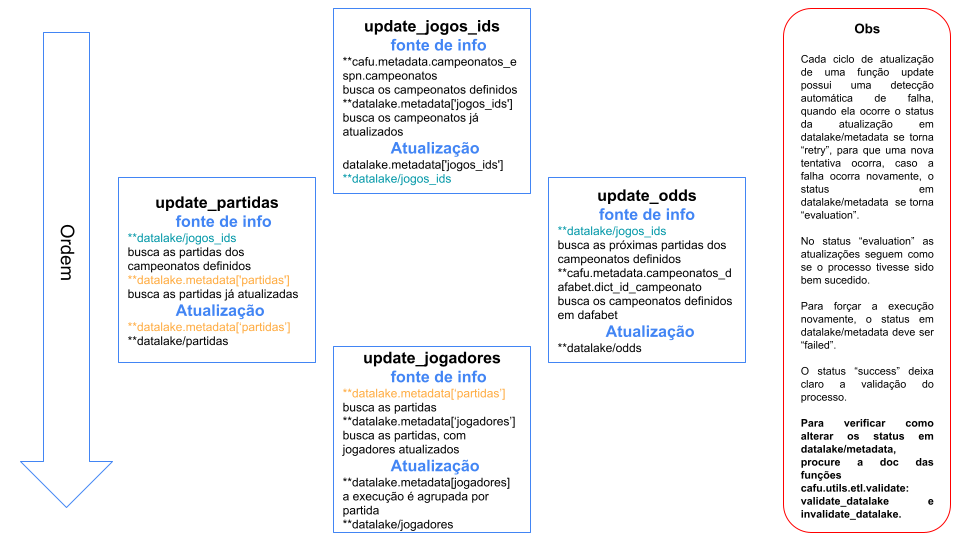 Ordem
update_jogos_ids
fonte de info
**cafu.metadata.campeonatos_e
spn.campeonatos
busca os campeonatos definidos
**datalake.metadata['jogos_ids']
busca os campeonatos já
atualizados
Atualização
datalake.metadata['jogos_ids']
**datalake/jogos_ids
update_partidas
fonte de info
**datalake/jogos_ids
busca as partidas dos
campeonatos definidos
**datalake.metadata['partidas']
busca as partidas já atualizadas
Atualização
**datalake.metadata['partidas']
**datalake/partidas
update_odds
fonte de info
**datalake/jogos_ids
busca as próximas partidas dos
campeonatos definidos
**cafu.metadata.campeonatos_d
afabet.dict_id_campeonato
busca os campeonatos definidos
em dafabet
Atualização
**datalake/odds
update_jogadores
fonte de info
**datalake.metadata['partidas']
busca as partidas
**datalake.metadata['jogadores']
busca as partidas, com
jogadores atualizados
Atualização
**datalake.metadata[jogadores]
a execução é agrupada por
partida
**datalake/jogadores
Obs
Cada ciclo de atualização
de uma função update
possui uma detecção
automática de falha,
quando ela ocorre o status
da atualização em
datalake/metadata se torna
“retry”, para que uma nova
tentativa ocorra, caso a
falha ocorra novamente, o
status em
datalake/metadata se torna
“evaluation”.
No status “evaluation” as
atualizações seguem como
se o processo tivesse sido
bem sucedido.
Para forçar a execução
novamente, o status em
datalake/metadata deve ser
“failed”.
O status “success” deixa
claro a validação do
processo.
Para verificar como
alterar os status em
datalake/metadata,
procure a doc das
funções
cafu.utils.etl.validate:
validate_datalake e
invalidate_datalake.